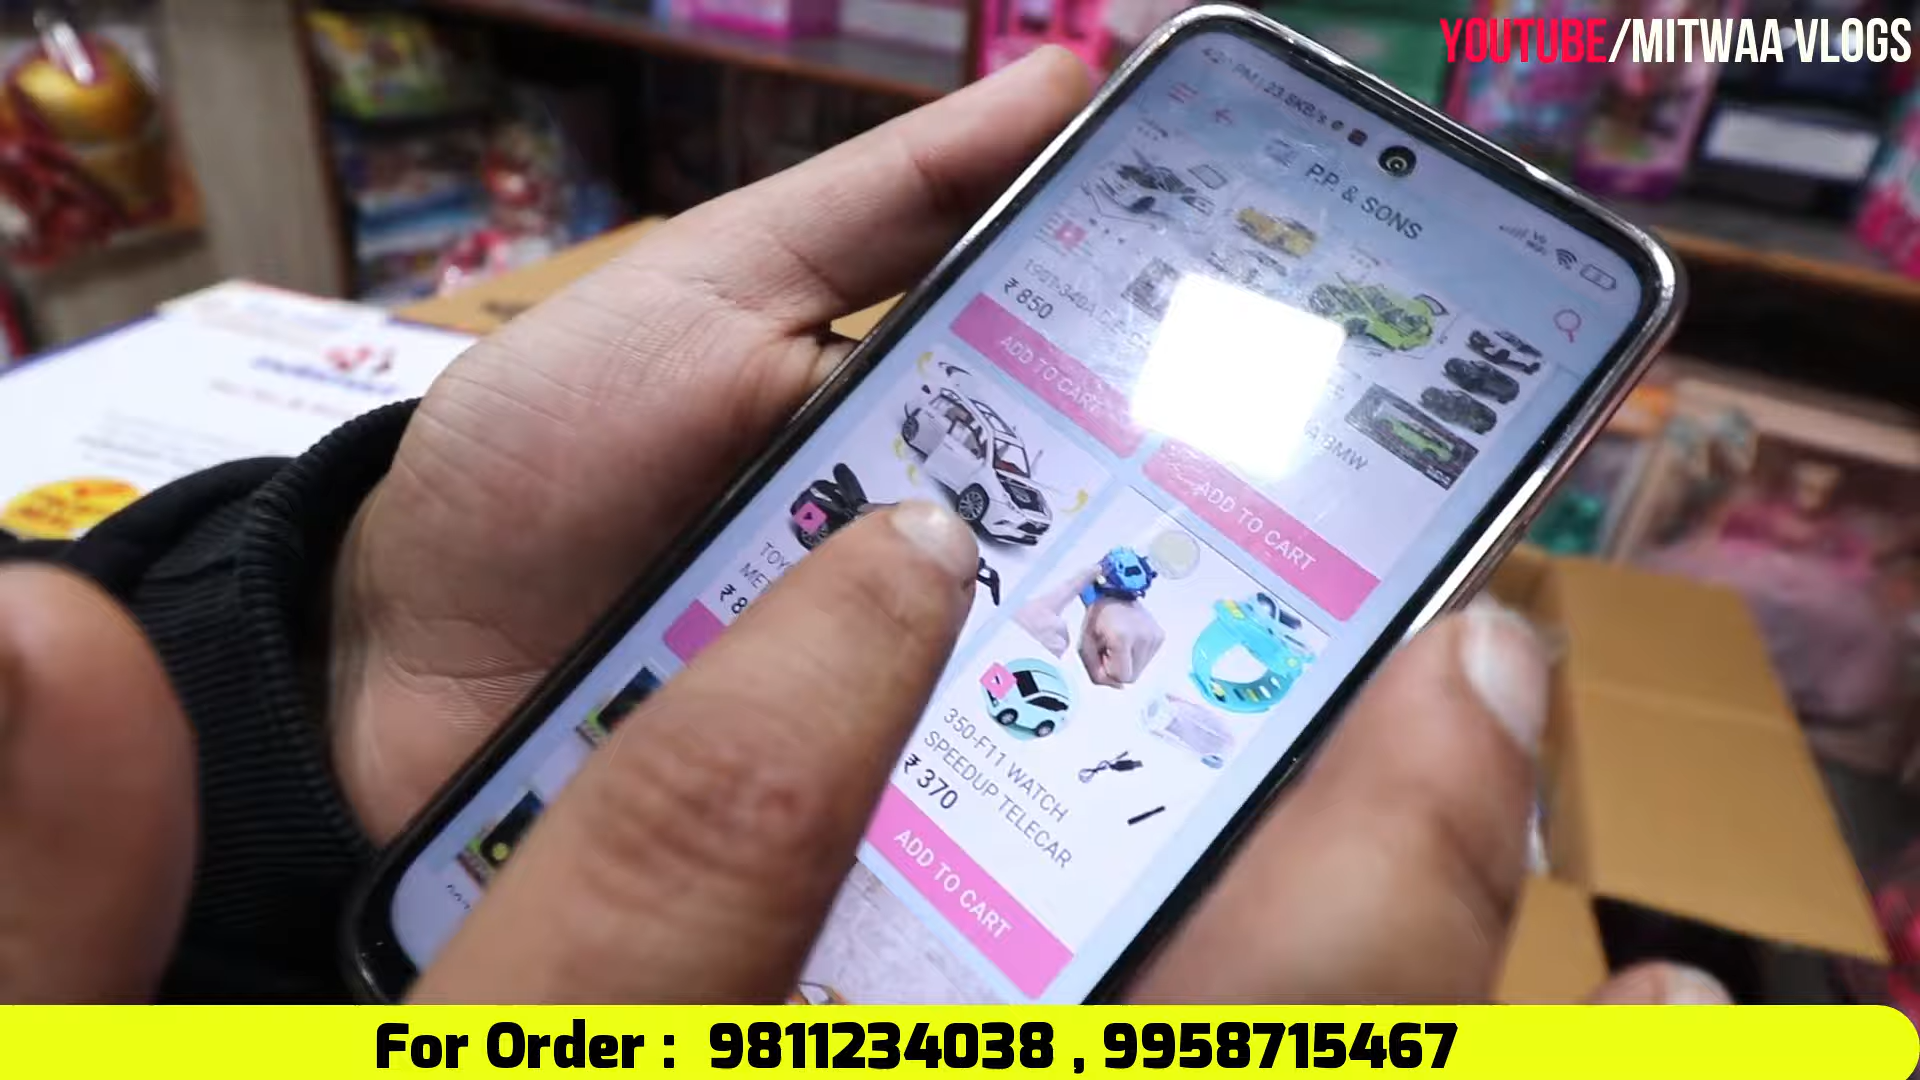 YOUTUBE/MITWAA VLOGS
P.P. & SONS
₹ 850
ADD TO CART
BMW
ADD TO CART
350-F11 WATCH
SPEEDUP TELECAR
₹ 370
ADD TO CART
For Order : 9811234038 , 9958715467